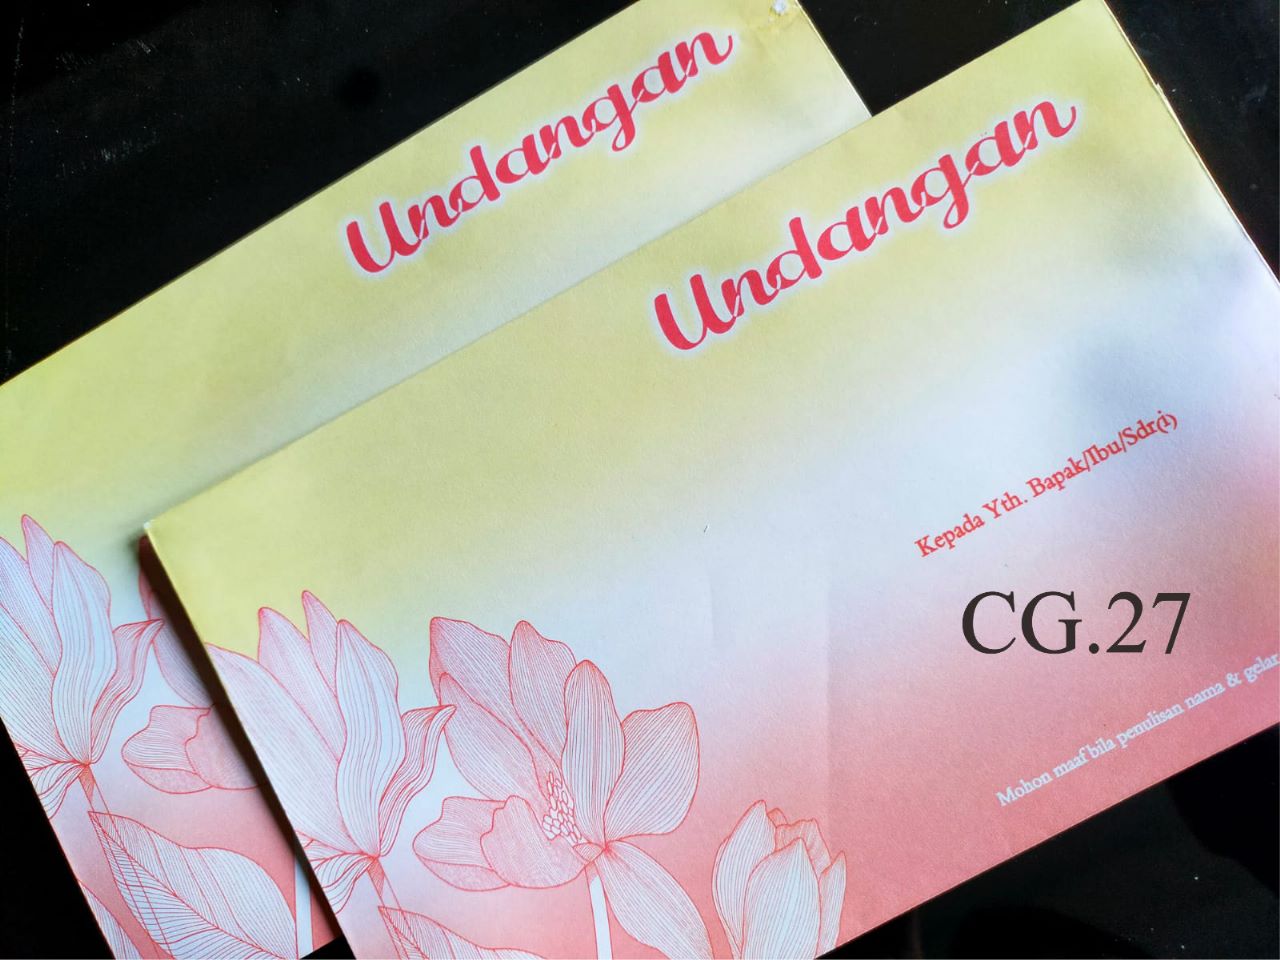 Undangan
Undangan
Kepada Yth. Bapak/Ibu/Sdr(i)
CG.27
Mohon maaf bila penulisan nama & gelar